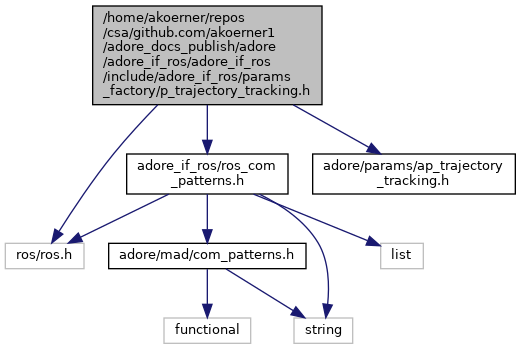 /home/akoerner/repos
/csa/github.com/akoerner1
/adore_docs_publish/adore
/adore_if_ros/adore_if_ros
/include/adore_if_ros/params
_factory/p_trajectory_tracking.h
adore_if_ros/ros_com
_patterns.h
adore/params/ap_trajectory
_tracking.h
ros/ros.h
adore/mad/com_patterns.h
list
functional
string